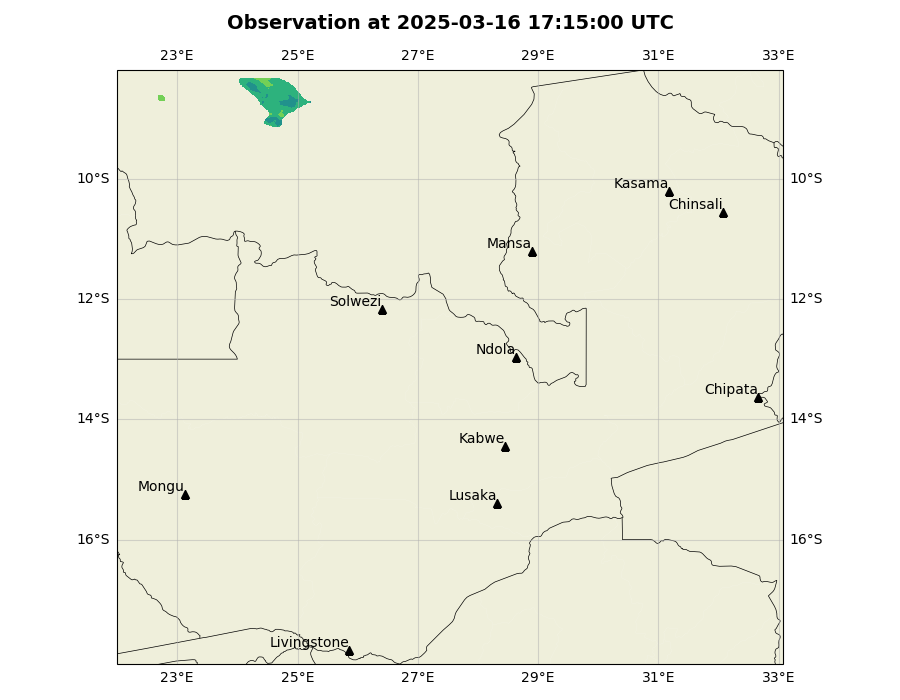 Observation at 2025-03-16 17:15:00 UTC
23°E 25°E 27°E 29°E 31°E 33°E
10°S 10°S
Kasama
Chinsali
Mansa
12°S 12°S
Solwezi
Ndola
Chipata
14°S 14°S
Kabwe
Mongu
Lusaka
16°S 16°S
Livingstone
23°E 25°E 27°E 29°E 31°E 33°E